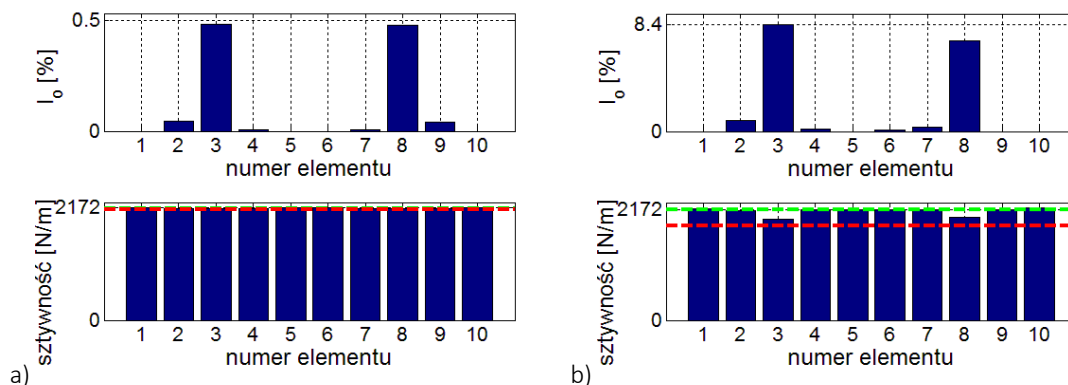 0.5
I_o [%]
0
1 2 3 4 5 6 7 8 9 10
numer elementu
2172
sztywność [N/m]
0
1 2 3 4 5 6 7 8 9 10
numer elementu
a)
8.4
I_o [%]
0
1 2 3 4 5 6 7 8 9 10
numer elementu
2172
sztywność [N/m]
0
1 2 3 4 5 6 7 8 9 10
numer elementu
b)